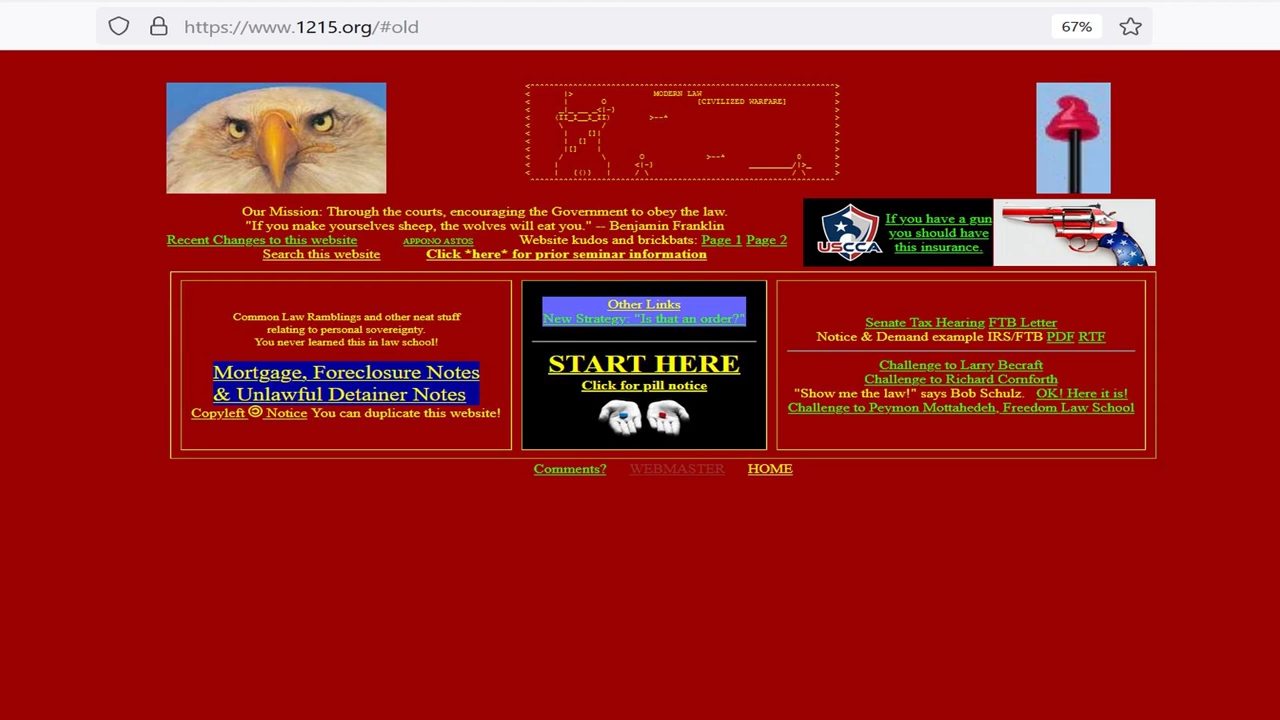 https://www.1215.org/#old
67%
MODERN LAW
[CIVILIZED WARFARE]
Our Mission: Through the courts, encouraging the Government to obey the law.
"If you make yourselves sheep, the wolves will eat you." -- Benjamin Franklin
Recent Changes to this website APPONO ASTOS Website kudos and brickbats: Page 1 Page 2
Search this website Click *here* for prior seminar information
USCCA
If you have a gun
you should have
this insurance.
Common Law Ramblings and other neat stuff
relating to personal sovereignty.
You never learned this in law school!
Mortgage, Foreclosure Notes
& Unlawful Detainer Notes
Copyleft Notice You can duplicate this website!
Other Links
New Strategy: "Is that an order?"
START HERE
Click for pill notice
Senate Tax Hearing FTB Letter
Notice & Demand example IRS/FTB PDF RTF
Challenge to Larry Becraft
Challenge to Richard Cornforth
"Show me the law!" says Bob Schulz. OK! Here it is!
Challenge to Peymon Mottahedeh, Freedom Law School
Comments? WEBMASTER HOME